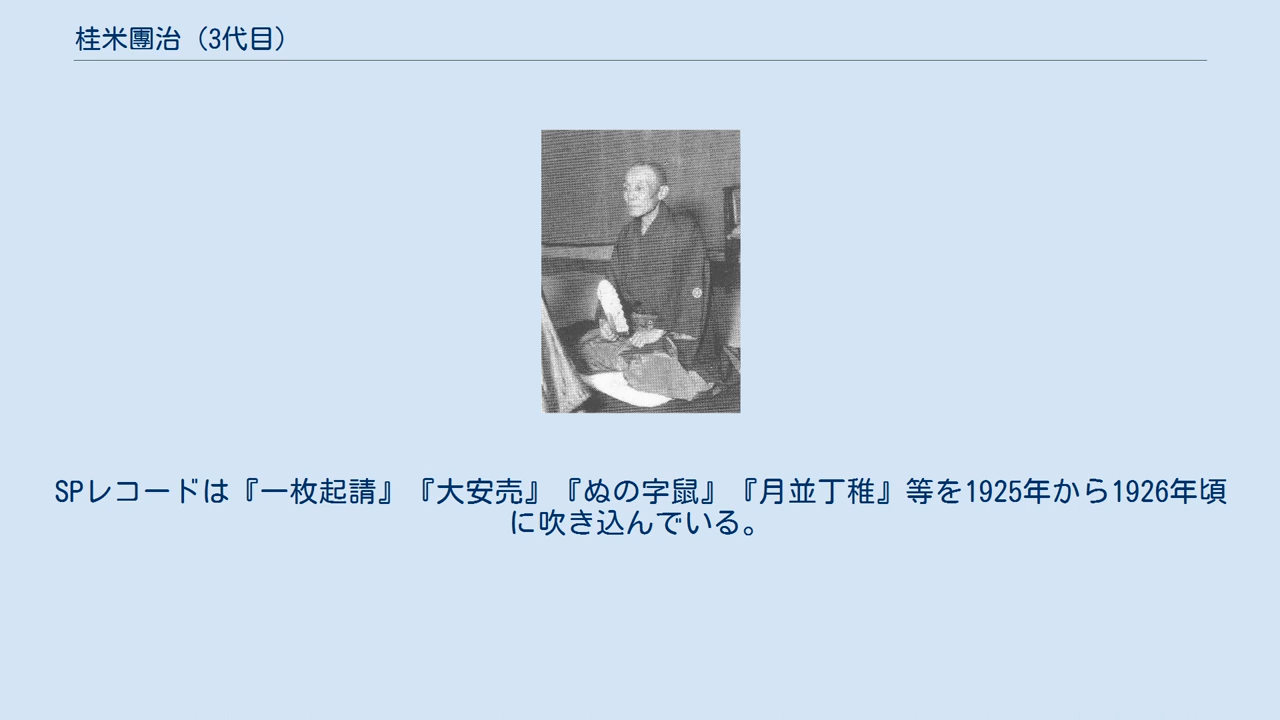 桂米團治（3代目）
SPレコードは『一枚起請』『大安売』『ぬの字鼠』『月並丁稚』等を1925年から1926年頃
に吹き込んでいる。